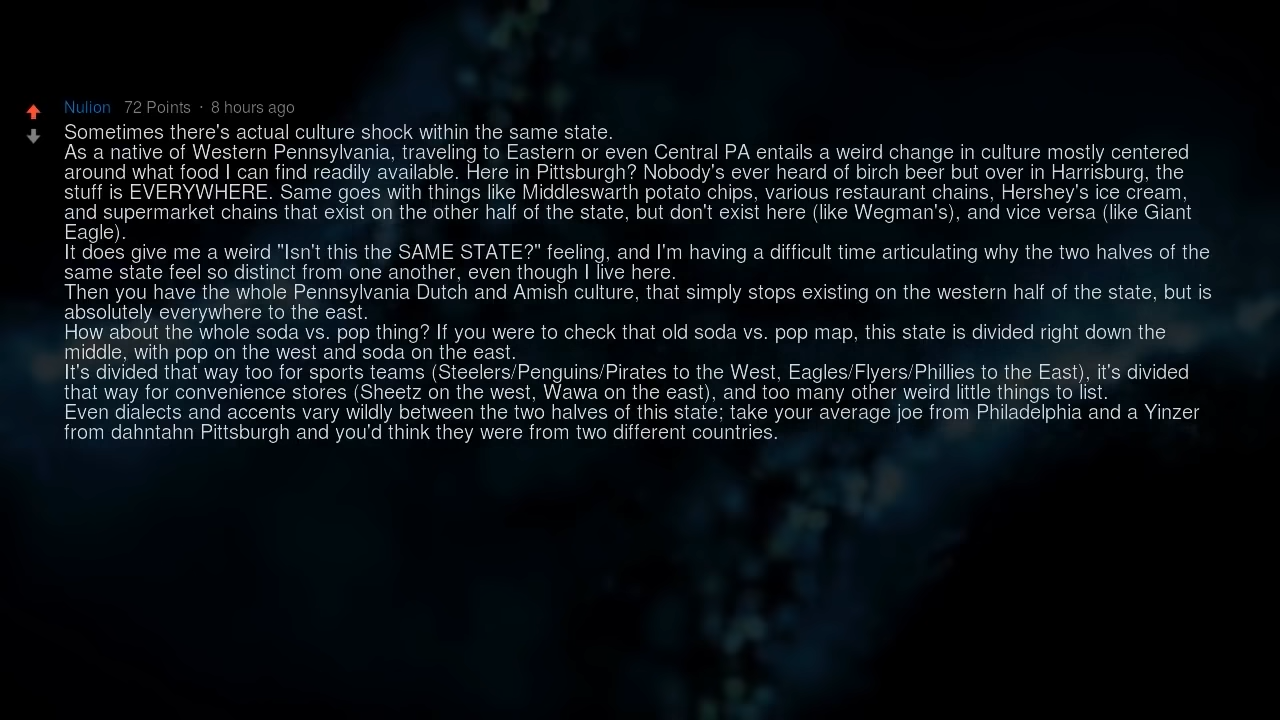 Nulion 72 Points · 8 hours ago
Sometimes there's actual culture shock within the same state.
As a native of Western Pennsylvania, traveling to Eastern or even Central PA entails a weird change in culture mostly centered
around what food I can find readily available. Here in Pittsburgh? Nobody's ever heard of birch beer but over in Harrisburg, the
stuff is EVERYWHERE. Same goes with things like Middleswarth potato chips, various restaurant chains, Hershey's ice cream,
and supermarket chains that exist on the other half of the state, but don't exist here (like Wegman's), and vice versa (like Giant
Eagle).
It does give me a weird "Isn't this the SAME STATE?" feeling, and I'm having a difficult time articulating why the two halves of the
same state feel so distinct from one another, even though I live here.
Then you have the whole Pennsylvania Dutch and Amish culture, that simply stops existing on the western half of the state, but is
absolutely everywhere to the east.
How about the whole soda vs. pop thing? If you were to check that old soda vs. pop map, this state is divided right down the
middle, with pop on the west and soda on the east.
It's divided that way too for sports teams (Steelers/Penguins/Pirates to the West, Eagles/Flyers/Phillies to the East), it's divided
that way for convenience stores (Sheetz on the west, Wawa on the east), and too many other weird little things to list.
Even dialects and accents vary wildly between the two halves of this state; take your average joe from Philadelphia and a Yinzer
from dahntahn Pittsburgh and you'd think they were from two different countries.